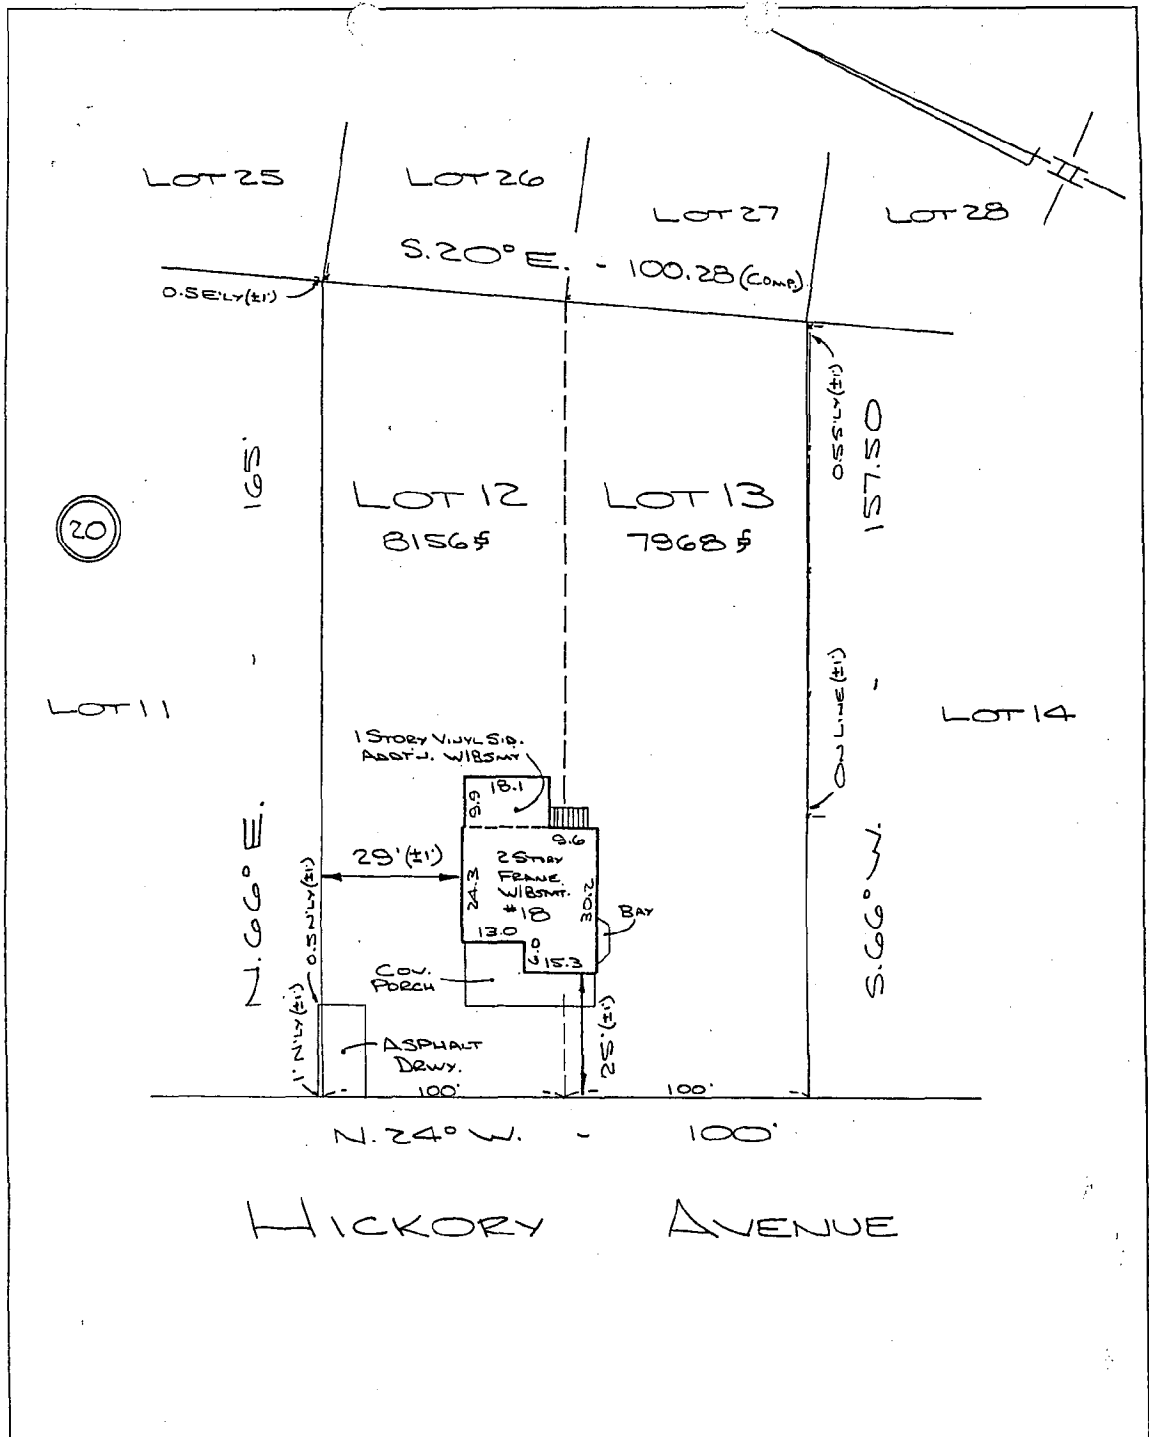 LOT 25
LOT 26
LOT 27
LOT 28
S.20° E. - 100.28 (COMP.)
0.5 E'LY (±1')
0.5 S'LY (±1')
165'
157.50
LOT 12
8156
LOT 13
7968
20
LOT 11
LOT 14
ON LINE (±1')
-
-
1 STORY VINYL SID.
ADDT'N. W/BSMT
18.1
9.9
9.6
29' (±1')
2 STORY
FRAME
W/BSMT.
#18
24.3
30.2
BAY
13.0
6.0
15.3
N.66° E.
S.66° W.
0.5 N'LY (±1')
COV.
PORCH
1' N'LY (±1')
25' (±1')
ASPHALT
DRWY.
100'
100'
N.24° W. - 100'
HICKORY AVENUE